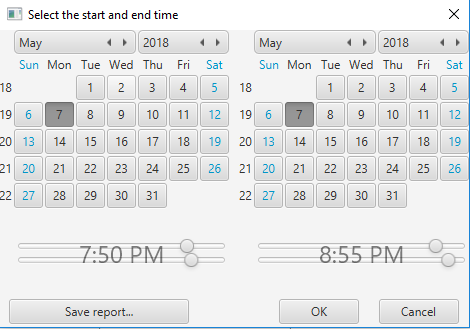 Select the start and end time
May 2018 May 2018
Sun Mon Tue Wed Thu Fri Sat Sun Mon Tue Wed Thu Fri Sat
18 1 2 3 4 5 18 1 2 3 4 5
19 6 7 8 9 10 11 12 19 6 7 8 9 10 11 12
20 13 14 15 16 17 18 19 20 13 14 15 16 17 18 19
21 20 21 22 23 24 25 26 21 20 21 22 23 24 25 26
22 27 28 29 30 31 22 27 28 29 30 31
7:50 PM 8:55 PM
Save report... OK Cancel